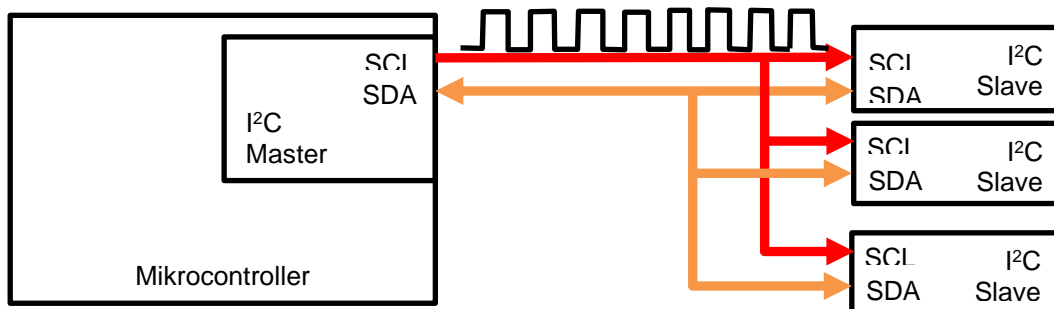 SCL
SDA
I²C
Master
Mikrocontroller
SCL
SDA
I²C
Slave
SCL
SDA
I²C
Slave
SCL
SDA
I²C
Slave